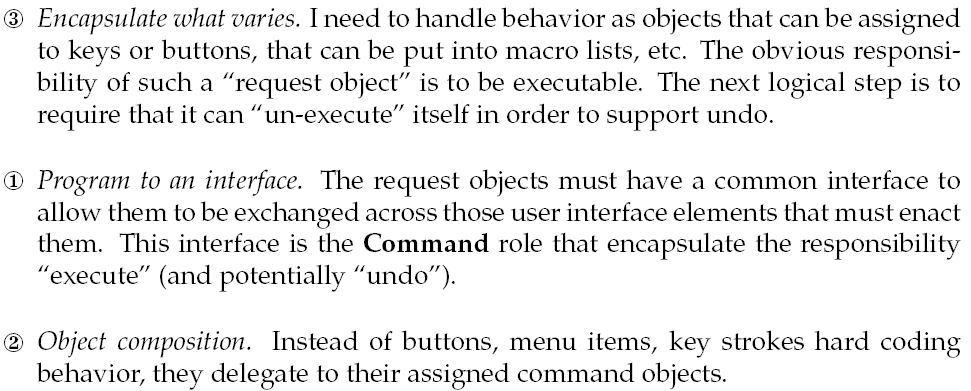 ③ Encapsulate what varies. I need to handle behavior as objects that can be assigned
to keys or buttons, that can be put into macro lists, etc. The obvious responsi-
bility of such a “request object” is to be executable. The next logical step is to
require that it can “un-execute” itself in order to support undo.
① Program to an interface. The request objects must have a common interface to
allow them to be exchanged across those user interface elements that must enact
them. This interface is the Command role that encapsulate the responsibility
“execute” (and potentially “undo”).
② Object composition. Instead of buttons, menu items, key strokes hard coding
behavior, they delegate to their assigned command objects.